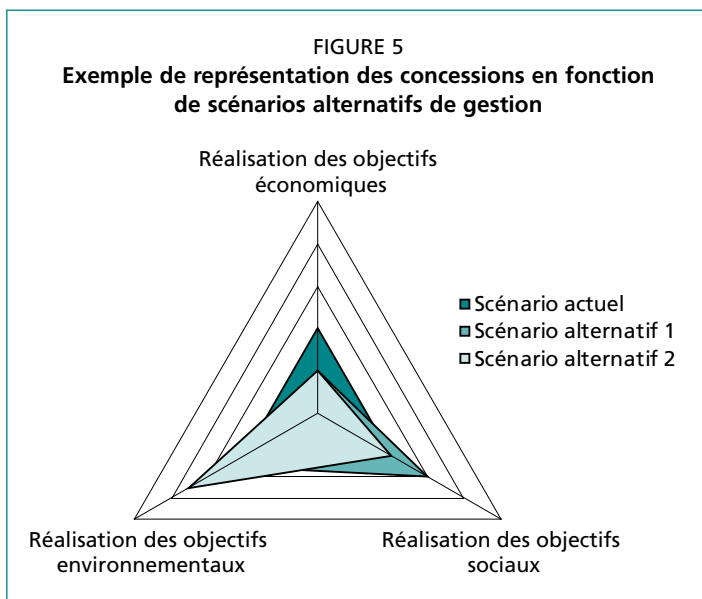 FIGURE 5
Exemple de représentation des concessions en fonction
de scénarios alternatifs de gestion
Réalisation des objectifs
économiques
Scénario actuel
Scénario alternatif 1
Scénario alternatif 2
Réalisation des objectifs
environnementaux
Réalisation des objectifs
sociaux